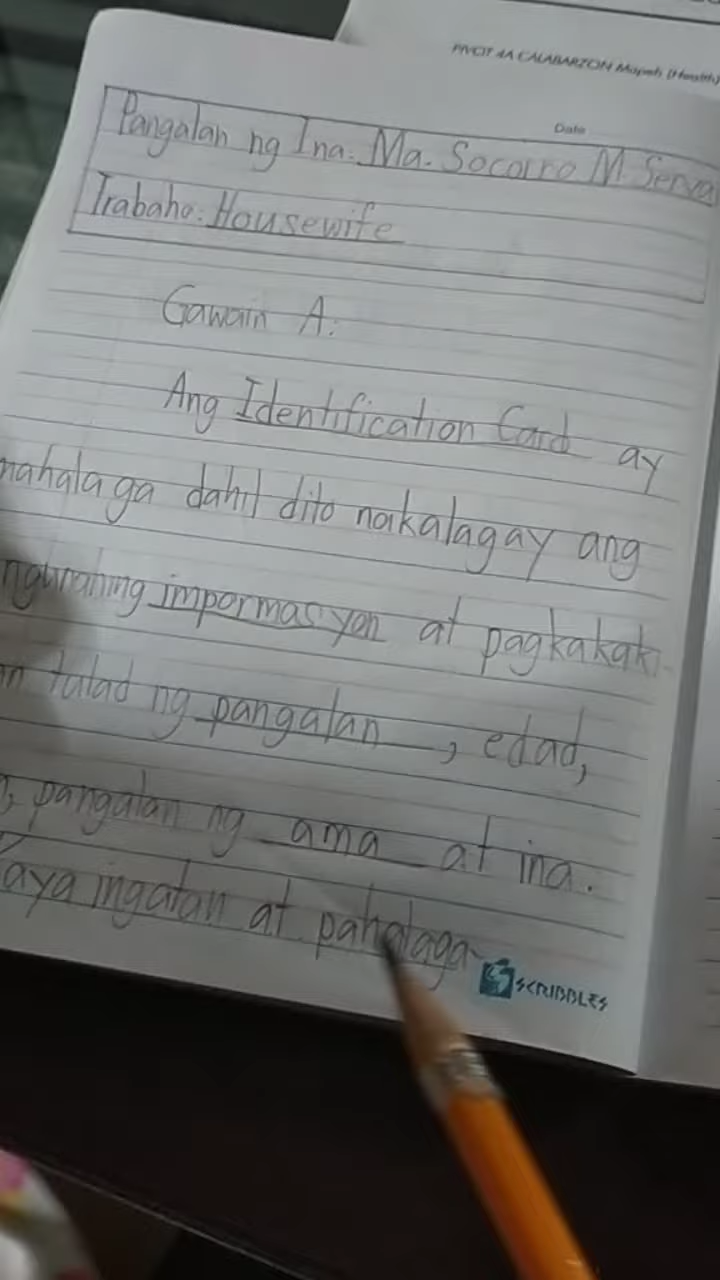 PIVOT 4A CALABARZON Mapeh (Health)
Date
Pangalan ng Ina: Ma. Socorro M. Serva
Trabaho: Housewife
Gawain A:
Ang Identification Card ay
mahalaga dahil dito nakalagay ang
impormasyon at pagkakaki-
tulad ng pangalan, edad,
pangalan ng ama at ina.
Kaya ingatan at pahalaga-
SCRIBBLES